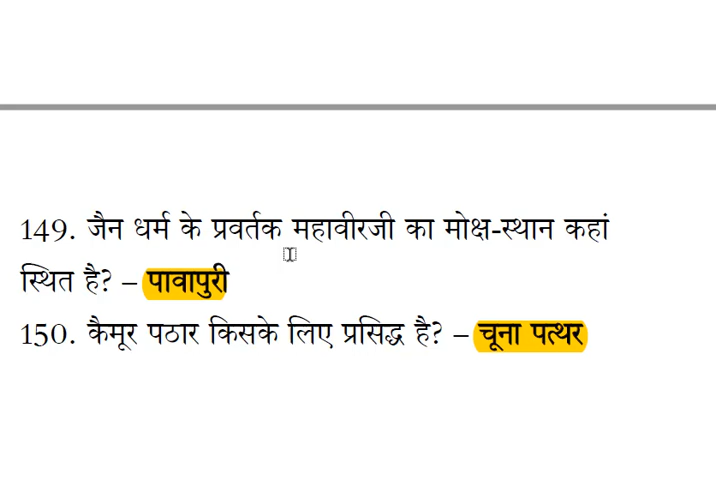 149. जैन धर्म के प्रवर्तक महावीरजी का मोक्ष-स्थान कहां
स्थित है? – पावापुरी
150. कैमूर पठार किसके लिए प्रसिद्ध है? – चूना पत्थर